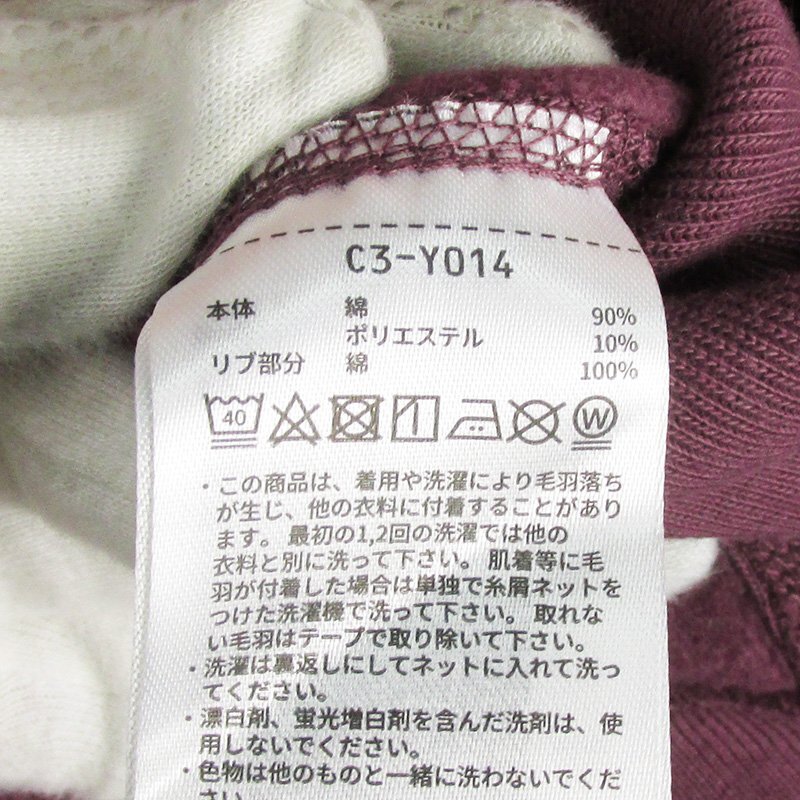 C3-Y014
本体 綿 90%
ポリエステル 10%
リブ部分 綿 100%
40 W
・この商品は、着用や洗濯により毛羽落ち
が生じ、他の衣料に付着することがあり
ます。最初の1,2回の洗濯では他の
衣料と別に洗って下さい。肌着等に毛
羽が付着した場合は単独で糸屑ネットを
つけた洗濯機で洗って下さい。取れな
い毛羽はテープで取り除いて下さい。
・洗濯は裏返しにしてネットに入れて洗っ
てください。
・漂白剤、蛍光増白剤を含んだ洗剤は、使
用しないでください。
・色物は他のものと一緒に洗わないでくだ
さい。